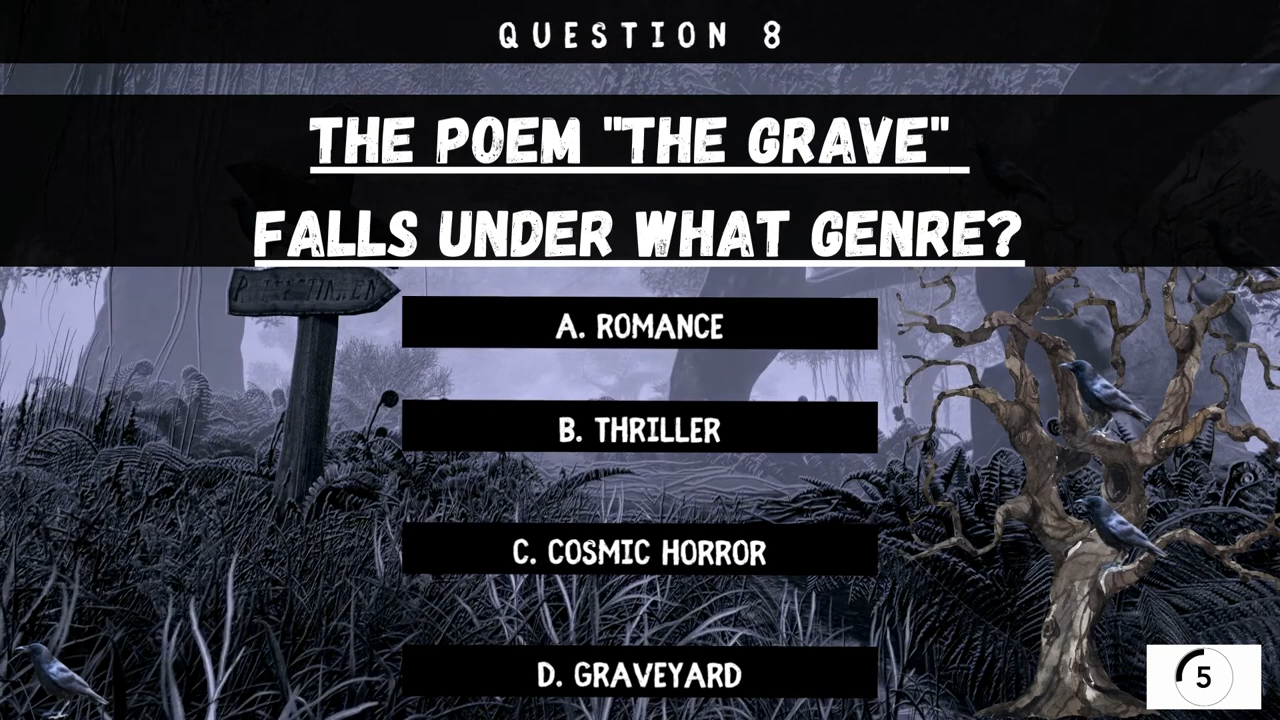 QUESTION 8
THE POEM "THE GRAVE"
FALLS UNDER WHAT GENRE?
A. ROMANCE
B. THRILLER
C. COSMIC HORROR
D. GRAVEYARD
5